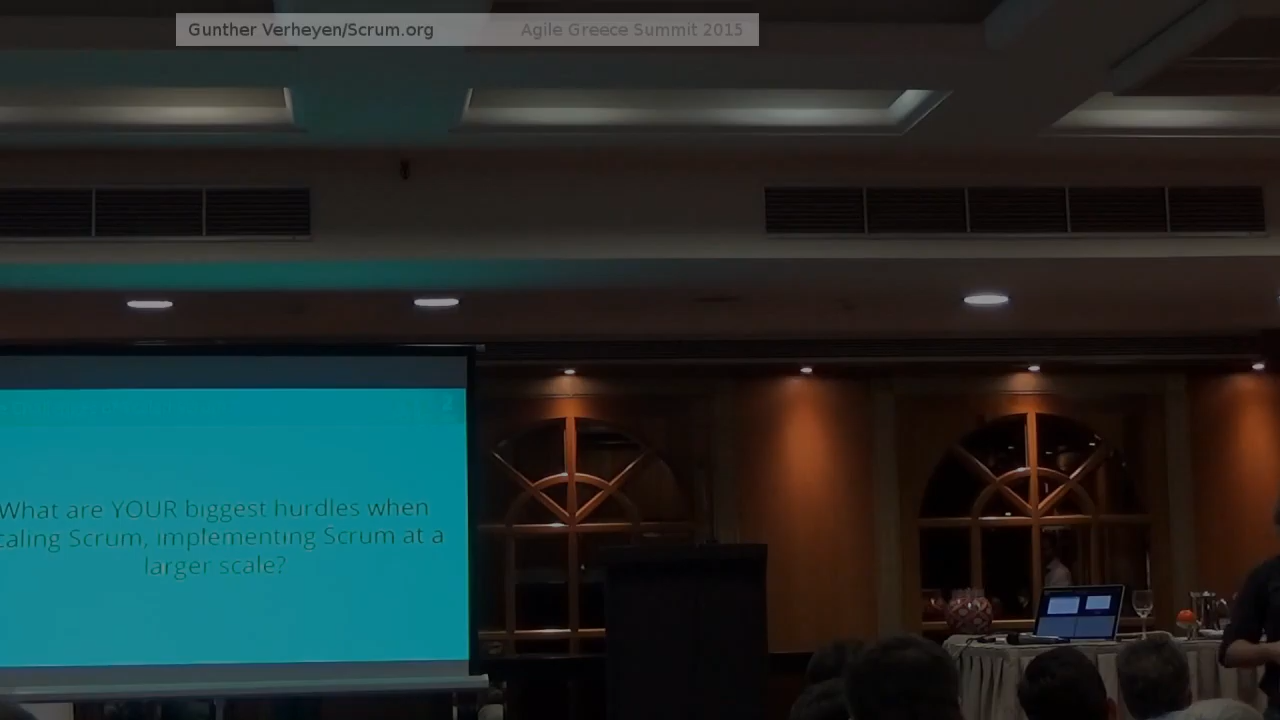 Gunther Verheyen/Scrum.org Agile Greece Summit 2015
What are YOUR biggest hurdles when
caling Scrum, implementing Scrum at a
larger scale?